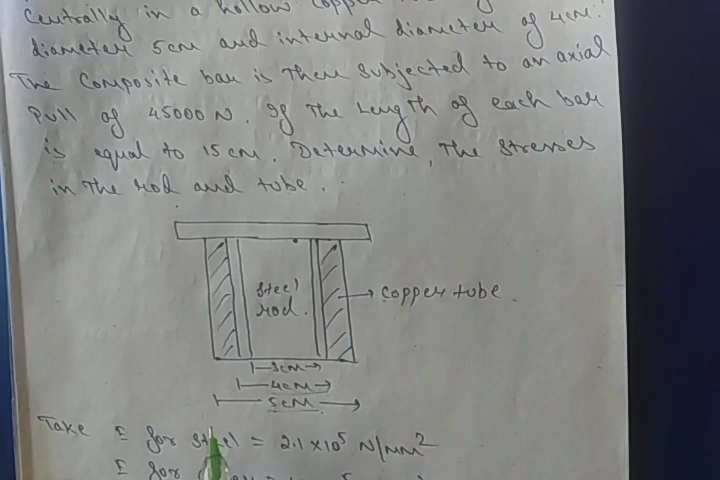 Centrally in a hollow copper
diameter 5cm and internal diameter of 4cm.
The composite bar is then subjected to an axial
Pull of 45000 N. If the length of each bar
is equal to 15 cm. Determine, The stresses
in the rod and tube.
steel
rod.
copper tube.
3cm
4cm
5cm
Take E for steel = 2.1 x 10⁵ N/mm²
E for